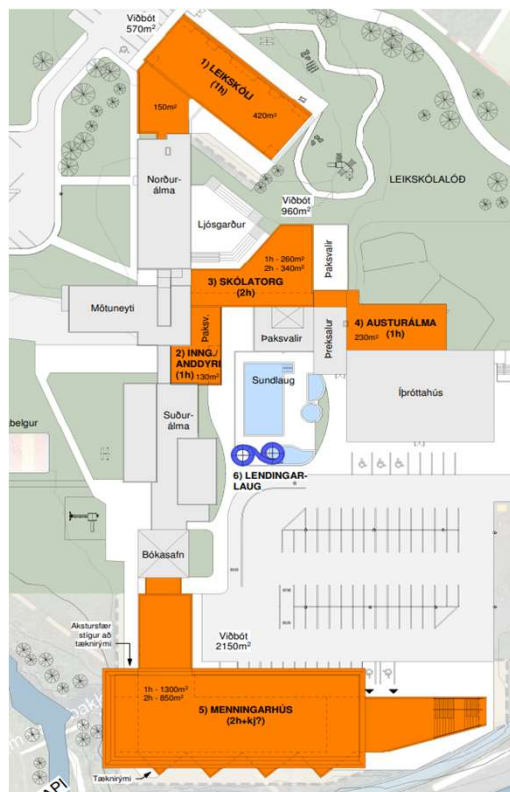 Viðbót
570m²
1) LEIKSKÓLI
(1h)
150m²
420m²
LEIKSKÓLALÓÐ
Norður-
álma
Viðbót
960m²
Ljósgarður
1h - 260m²
2h - 340m²
Þaksvalir
3) SKÓLATORG
(2h)
Mötuneyti
Þaksv.
4) AUSTURÁLMA
230m² (1h)
Þaksvalir
Þreksalur
2) INNG./
ANDDYRI
(1h) 130m²
Sundlaug
Íþróttahús
Suður-
álma
belgur
6) LENDINGAR-
LAUG
Bókasafn
Akstursfær
stígur að
tæknirými
Viðbót
2150m²
1h - 1300m²
2h - 850m²
5) MENNINGARHÚS
(2h+kj?)
Tæknirými
API